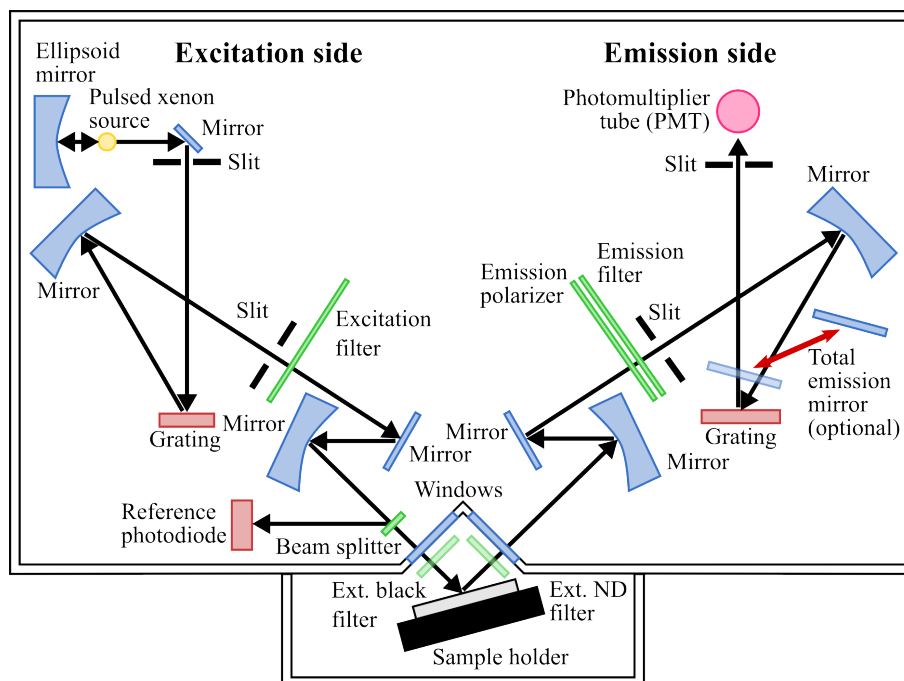 Excitation side
Emission side
Ellipsoid
mirror
Pulsed xenon
source
Mirror
Slit
Photomultiplier
tube (PMT)
Slit
Mirror
Mirror
Slit
Excitation
filter
Emission
filter
Emission
polarizer
Slit
Total
emission
mirror
(optional)
Grating
Mirror
Mirror
Mirror
Mirror
Grating
Windows
Reference
photodiode
Beam splitter
Ext. black
filter
Ext. ND
filter
Sample holder